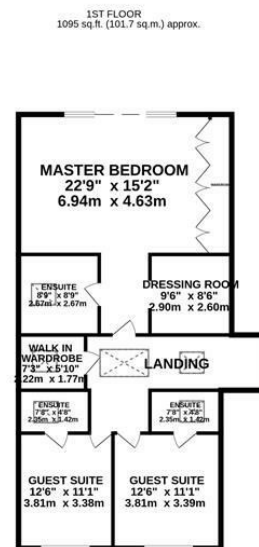 1ST FLOOR
1095 sq.ft. (101.7 sq.m.) approx.
MASTER BEDROOM
22'9" x 15'2"
6.94m x 4.63m
ENSUITE
8'9" x 8'9"
2.67m x 2.67m
DRESSING ROOM
9'6" x 8'6"
2.90m x 2.60m
WALK IN
WARDROBE
7'3" x 5'10"
2.22m x 1.77m
LANDING
ENSUITE
7'8" x 4'8"
2.35m x 1.42m
ENSUITE
7'8" x 4'8"
2.35m x 1.42m
GUEST SUITE
12'6" x 11'1"
3.81m x 3.38m
GUEST SUITE
12'6" x 11'1"
3.81m x 3.39m